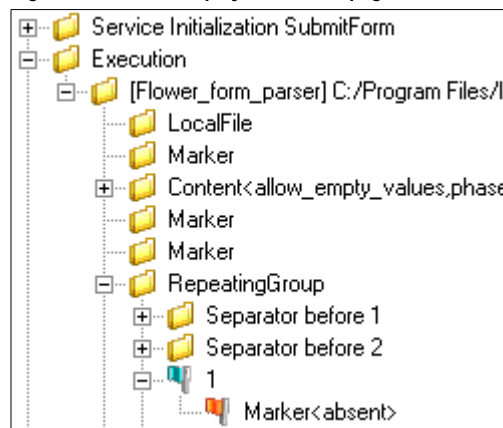 Service Initialization SubmitForm
Execution
[Flower_form_parser] C:/Program Files/I
LocalFile
Marker
Content<allow_empty_values,phase
Marker
Marker
RepeatingGroup
Separator before 1
Separator before 2
1
Marker<absent>